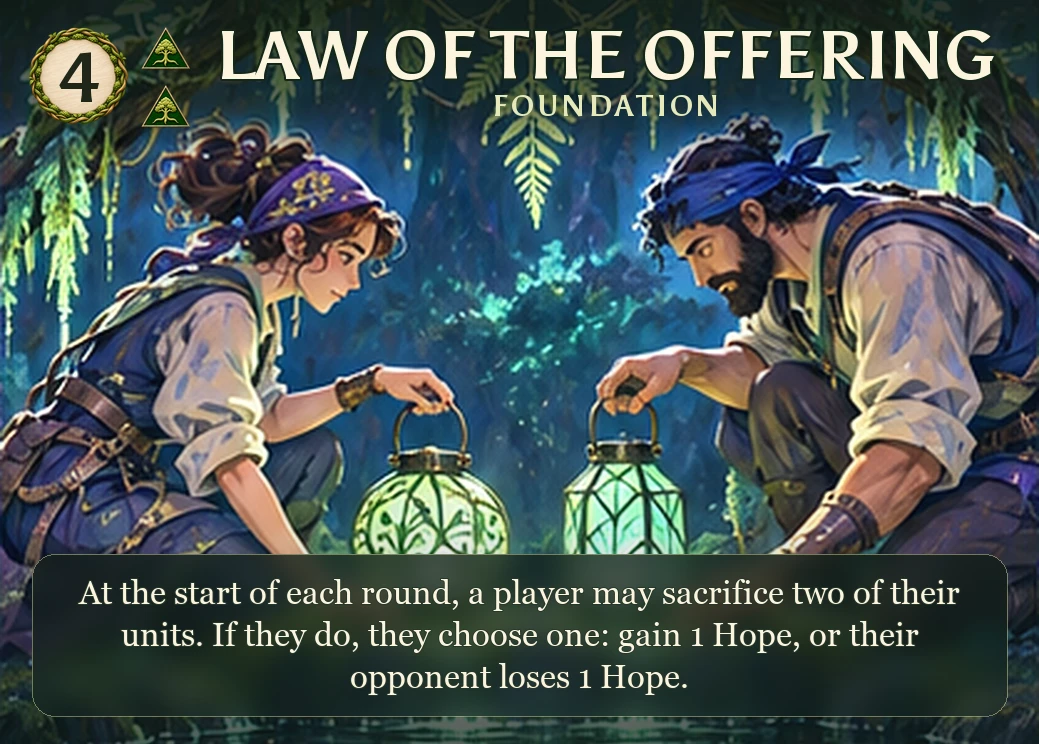 4
LAW OF THE OFFERING
FOUNDATION
At the start of each round, a player may sacrifice two of their
units. If they do, they choose one: gain 1 Hope, or their
opponent loses 1 Hope.